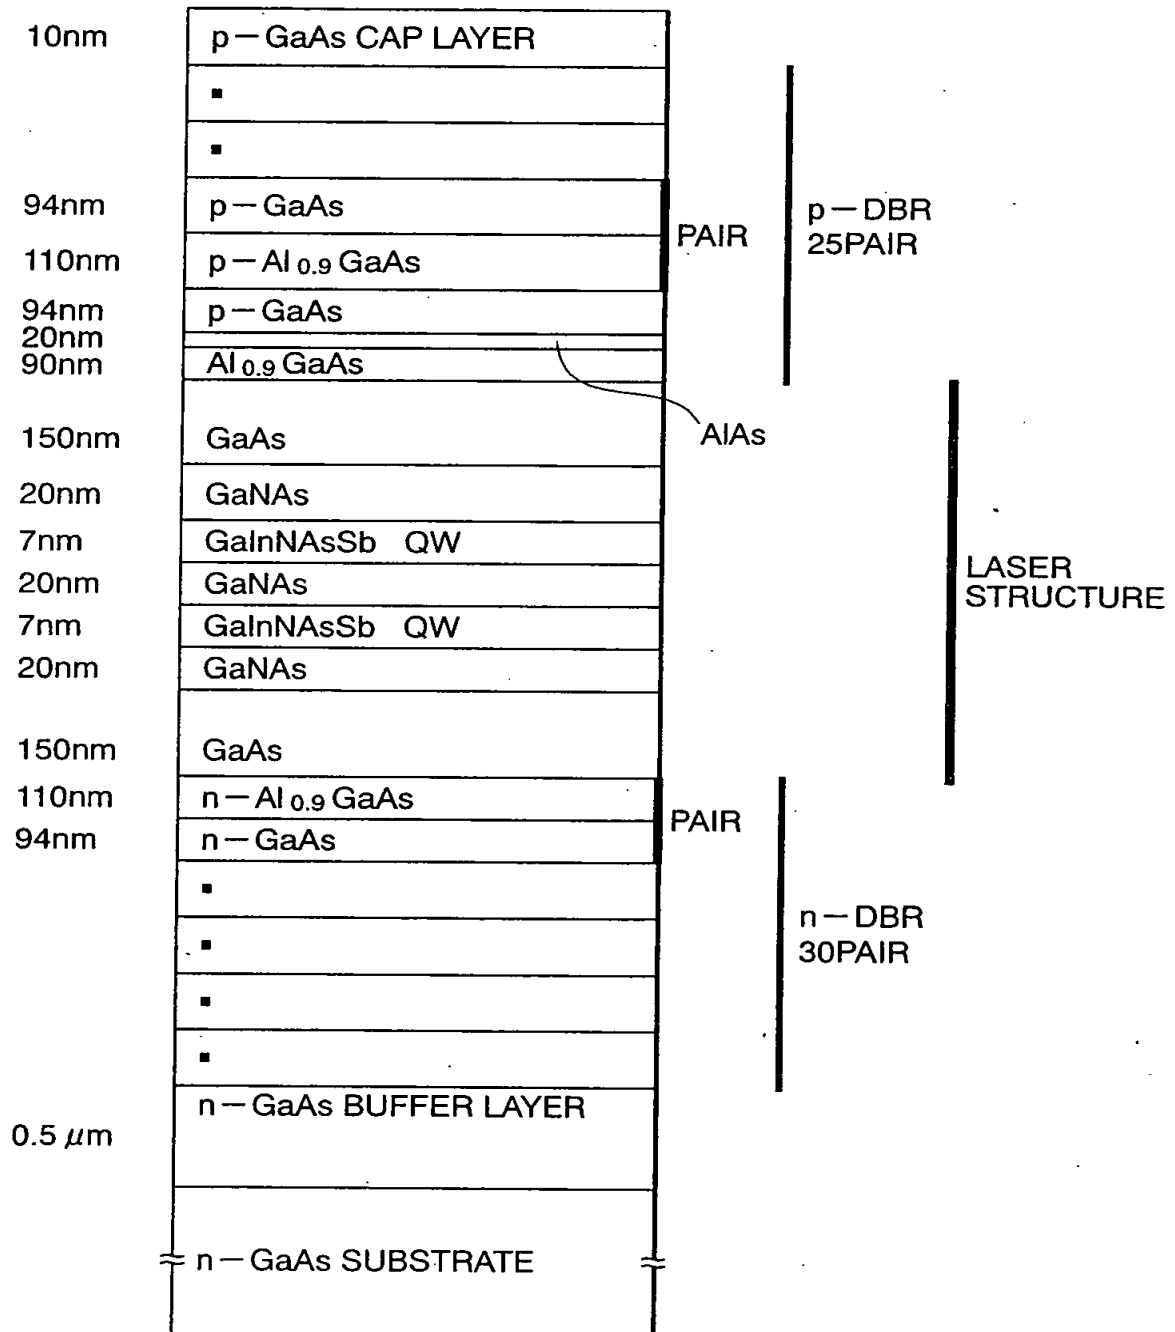 10nm p-GaAs CAP LAYER
▪
▪
94nm p-GaAs
PAIR
p-DBR
25PAIR
110nm p-Al0.9GaAs
94nm p-GaAs
20nm
90nm Al0.9GaAs
AlAs
150nm GaAs
20nm GaNAs
7nm GaInNAsSb QW
20nm GaNAs
LASER
STRUCTURE
7nm GaInNAsSb QW
20nm GaNAs
150nm GaAs
110nm n-Al0.9GaAs
PAIR
94nm n-GaAs
▪
n-DBR
30PAIR
▪
▪
▪
n-GaAs BUFFER LAYER
0.5 μm
n-GaAs SUBSTRATE